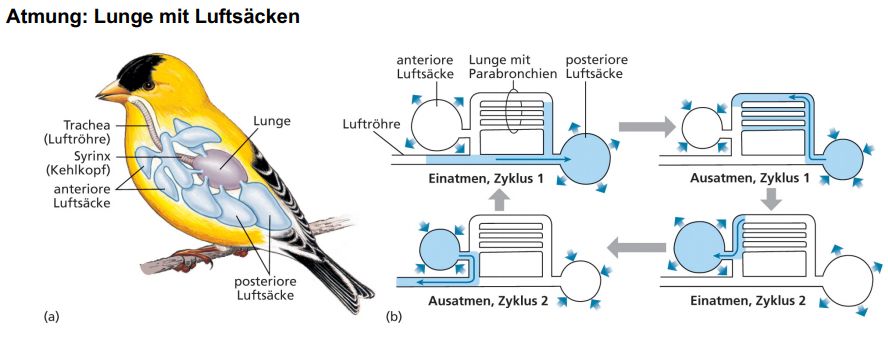 Atmung: Lunge mit Luftsäcken
Trachea
(Luftröhre)
Syrinx
(Kehlkopf)
anteriore
Luftsäcke
Lunge
posteriore
Luftsäcke
(a)
anteriore
Luftsäcke
Lunge mit
Parabronchien
posteriore
Luftsäcke
Luftröhre
Einatmen, Zyklus 1
Ausatmen, Zyklus 1
Ausatmen, Zyklus 2
Einatmen, Zyklus 2
(b)